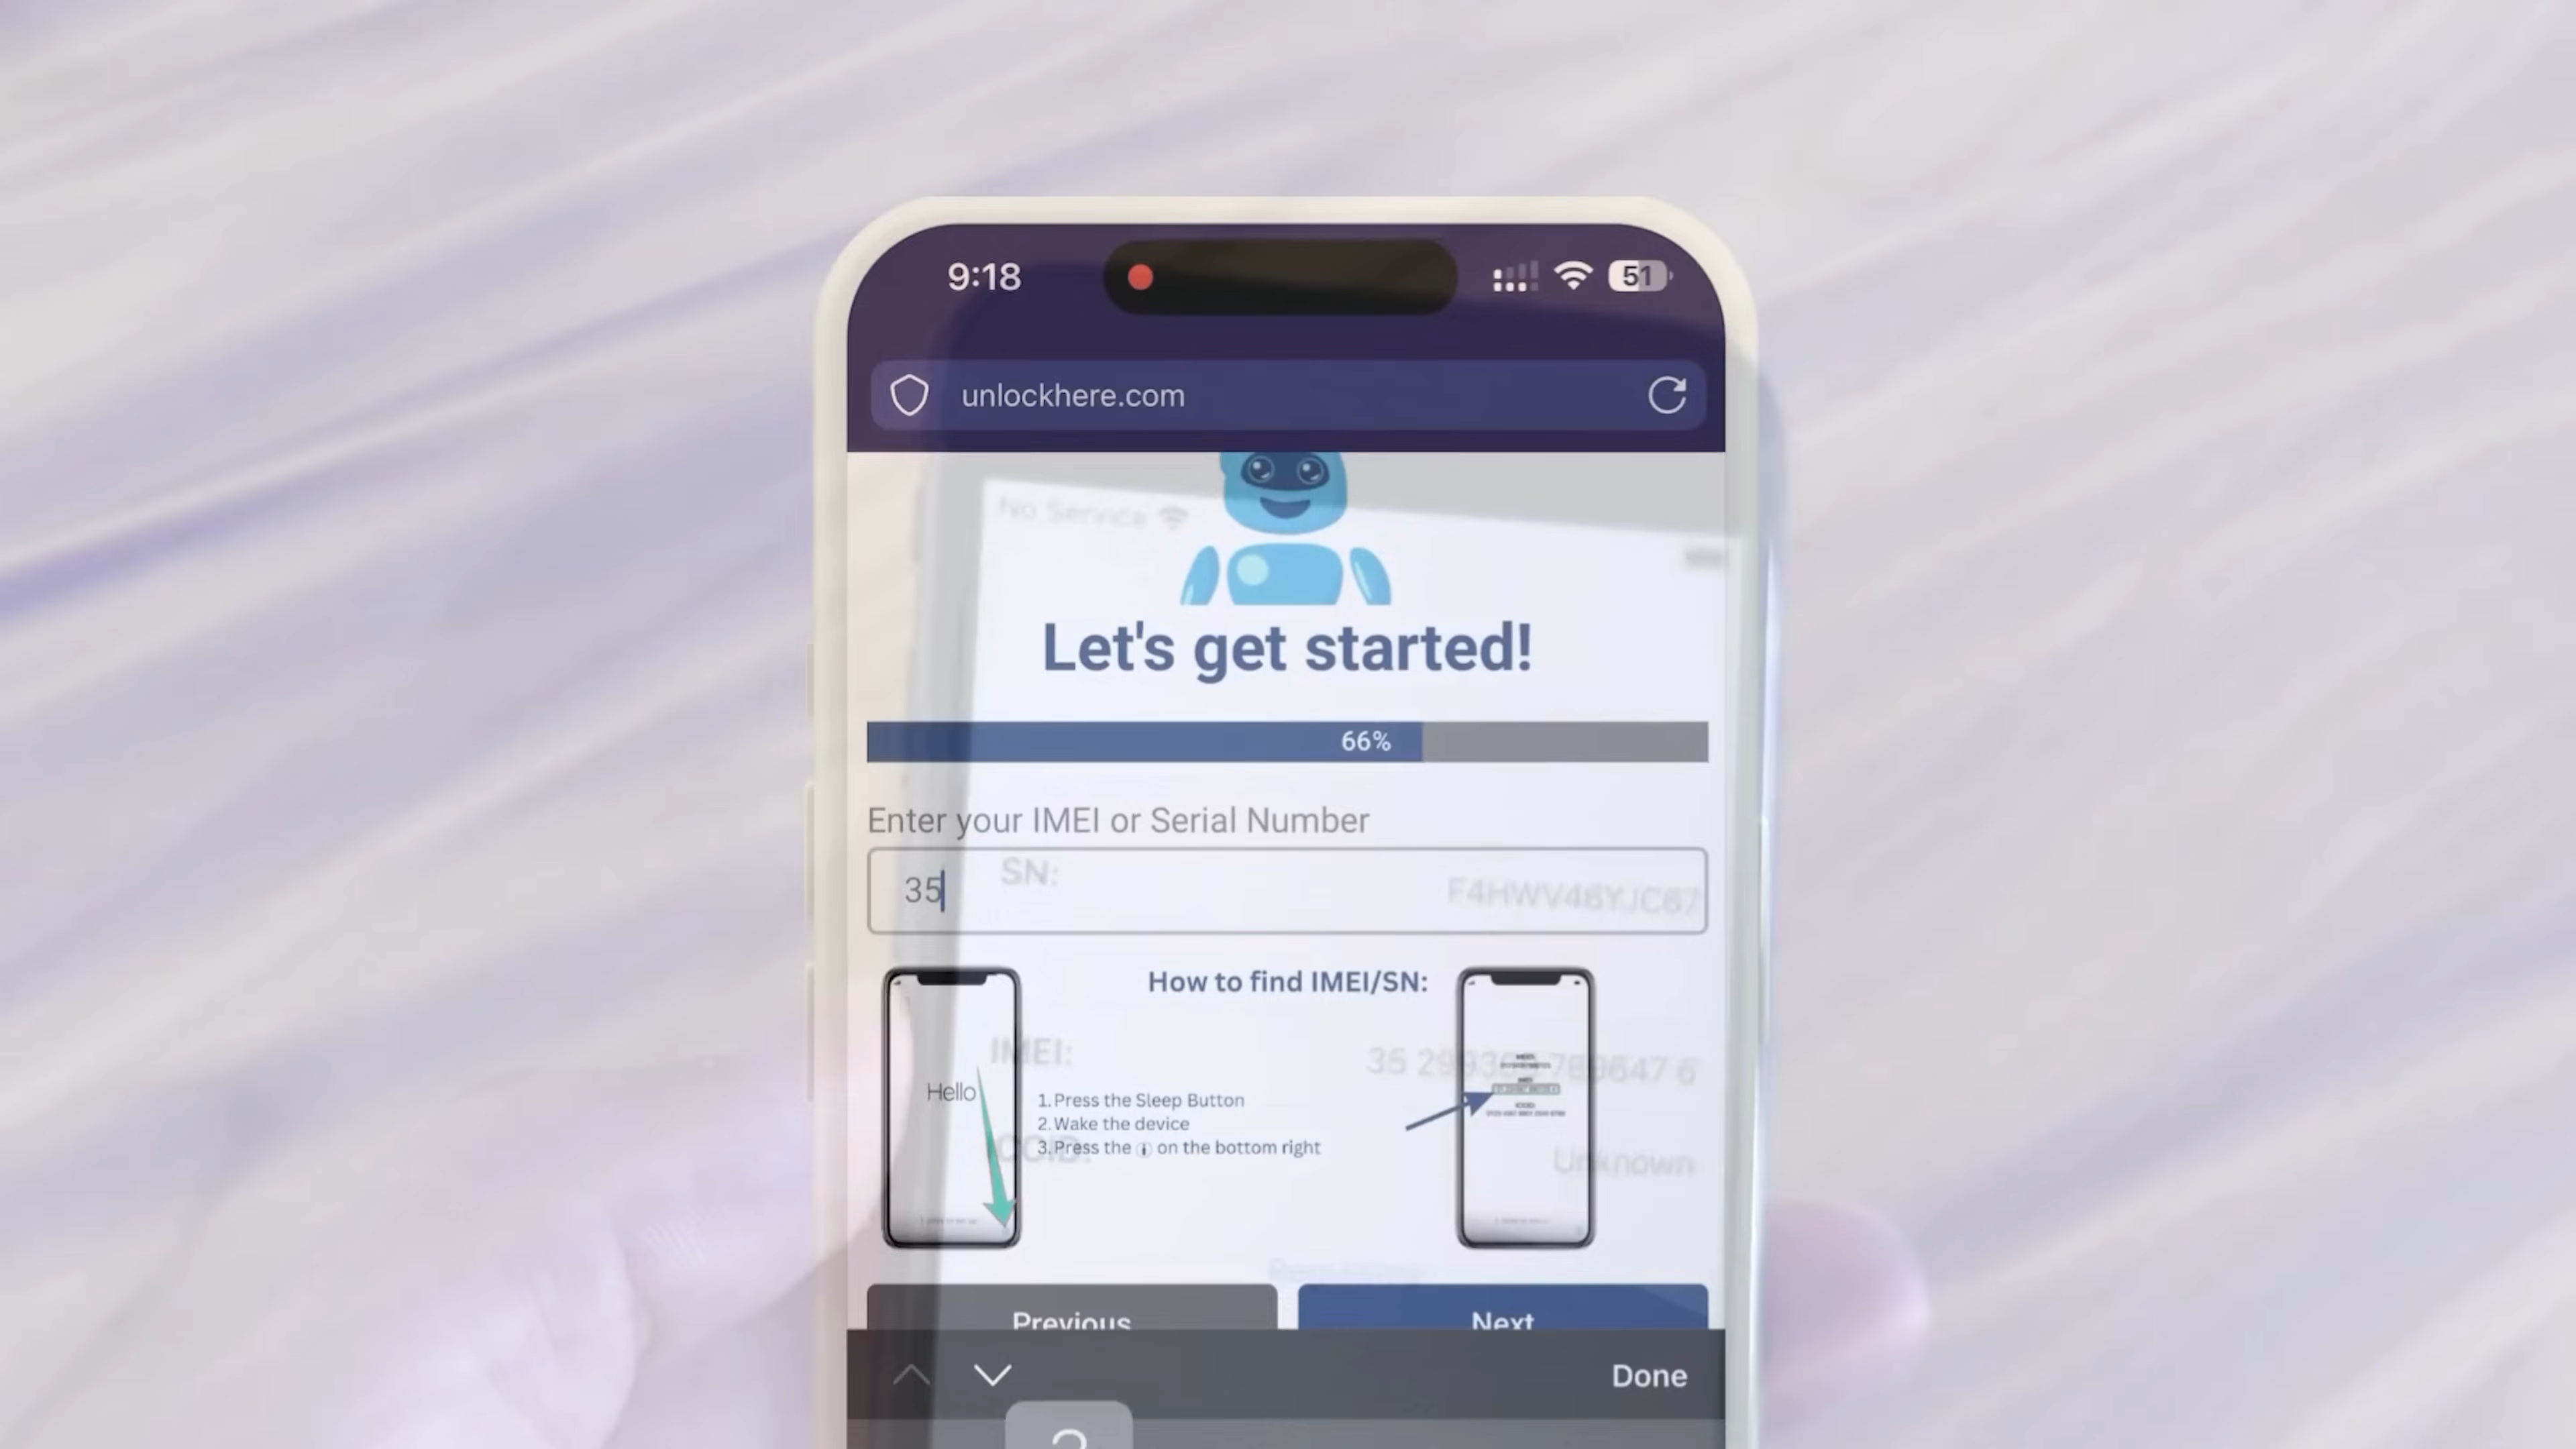 9:18
51
unlockhere.com
No Service
Let's get started!
66%
Enter your IMEI or Serial Number
35
SN:
F4HWV46YJC67
How to find IMEI/SN:
IMEI:
Hello
1. Press the Sleep Button
2. Wake the device
3. Press the i on the bottom right
Unknown
Previous
Next
Done